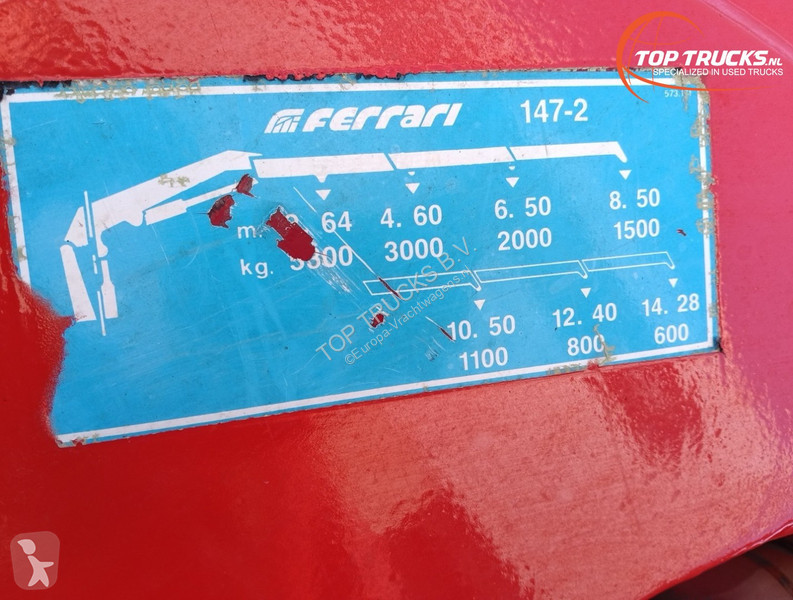 TOP TRUCKS.NL
SPECIALIZED IN USED TRUCKS
Ferrari 147-2
m. 64 4.60 6.50 8.50
kg. 3000 2000 1500
10.50 12.40 14.28
1100 800 600
TOP TRUCKS B.V.
©Europa-Vrachtwagens.nl